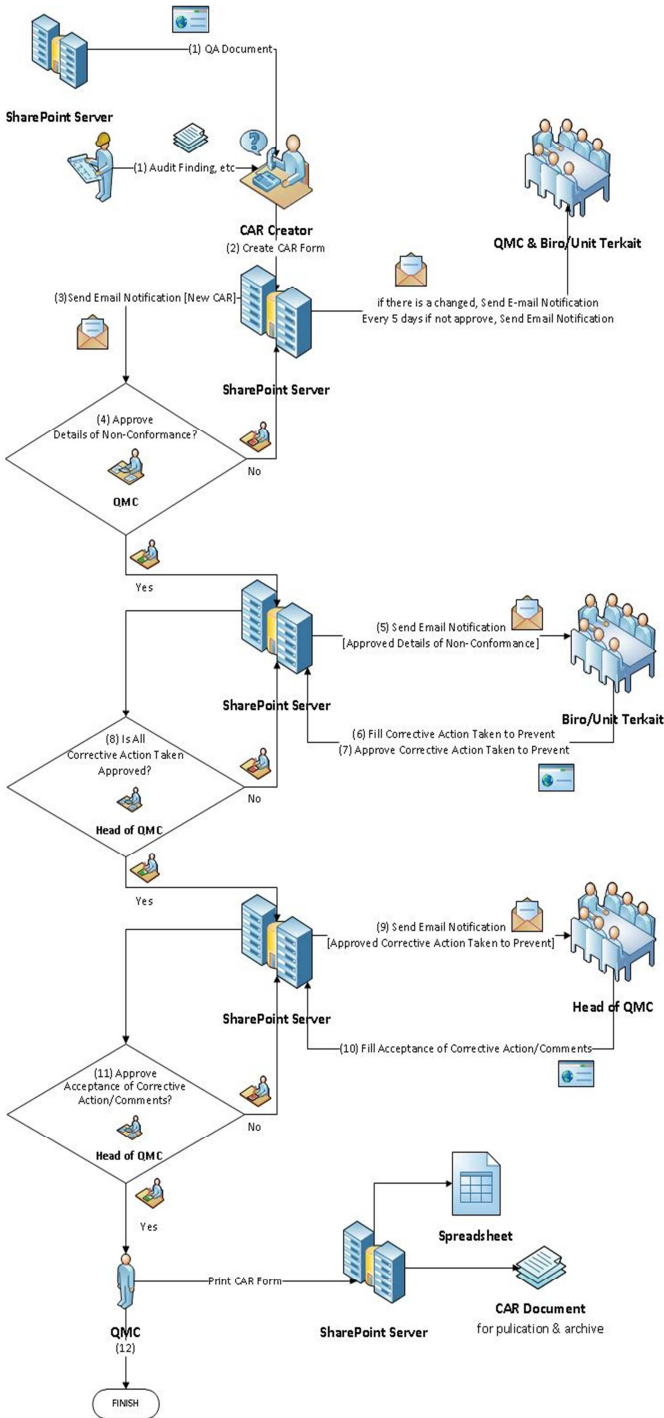 (1) QA Document
SharePoint Server
(1) Audit Finding, etc
CAR Creator
(2) Create CAR Form
QMC & Biro/Unit Terkait
(3)Send Email Notification [New CAR]
if there is a changed, Send E-mail Notification
Every 5 days if not approve, Send Email Notification
SharePoint Server
(4) Approve
Details of Non-Conformance?
QMC
No
Yes
(5) Send Email Notification
[Approved Details of Non-Conformance]
SharePoint Server
Biro/Unit Terkait
(6) Fill Corrective Action Taken to Prevent
(7) Approve Corrective Action Taken to Prevent
(8) Is All
Corrective Action Taken
Approved?
Head of QMC
No
Yes
(9) Send Email Notification
[Approved Corrective Action Taken to Prevent]
SharePoint Server
Head of QMC
(10) Fill Acceptance of Corrective Action/Comments
(11) Approve
Acceptance of Corrective
Action/Comments?
Head of QMC
No
Yes
Spreadsheet
Print CAR Form
QMC
(12)
SharePoint Server
CAR Document
for pulication & archive
FINISH